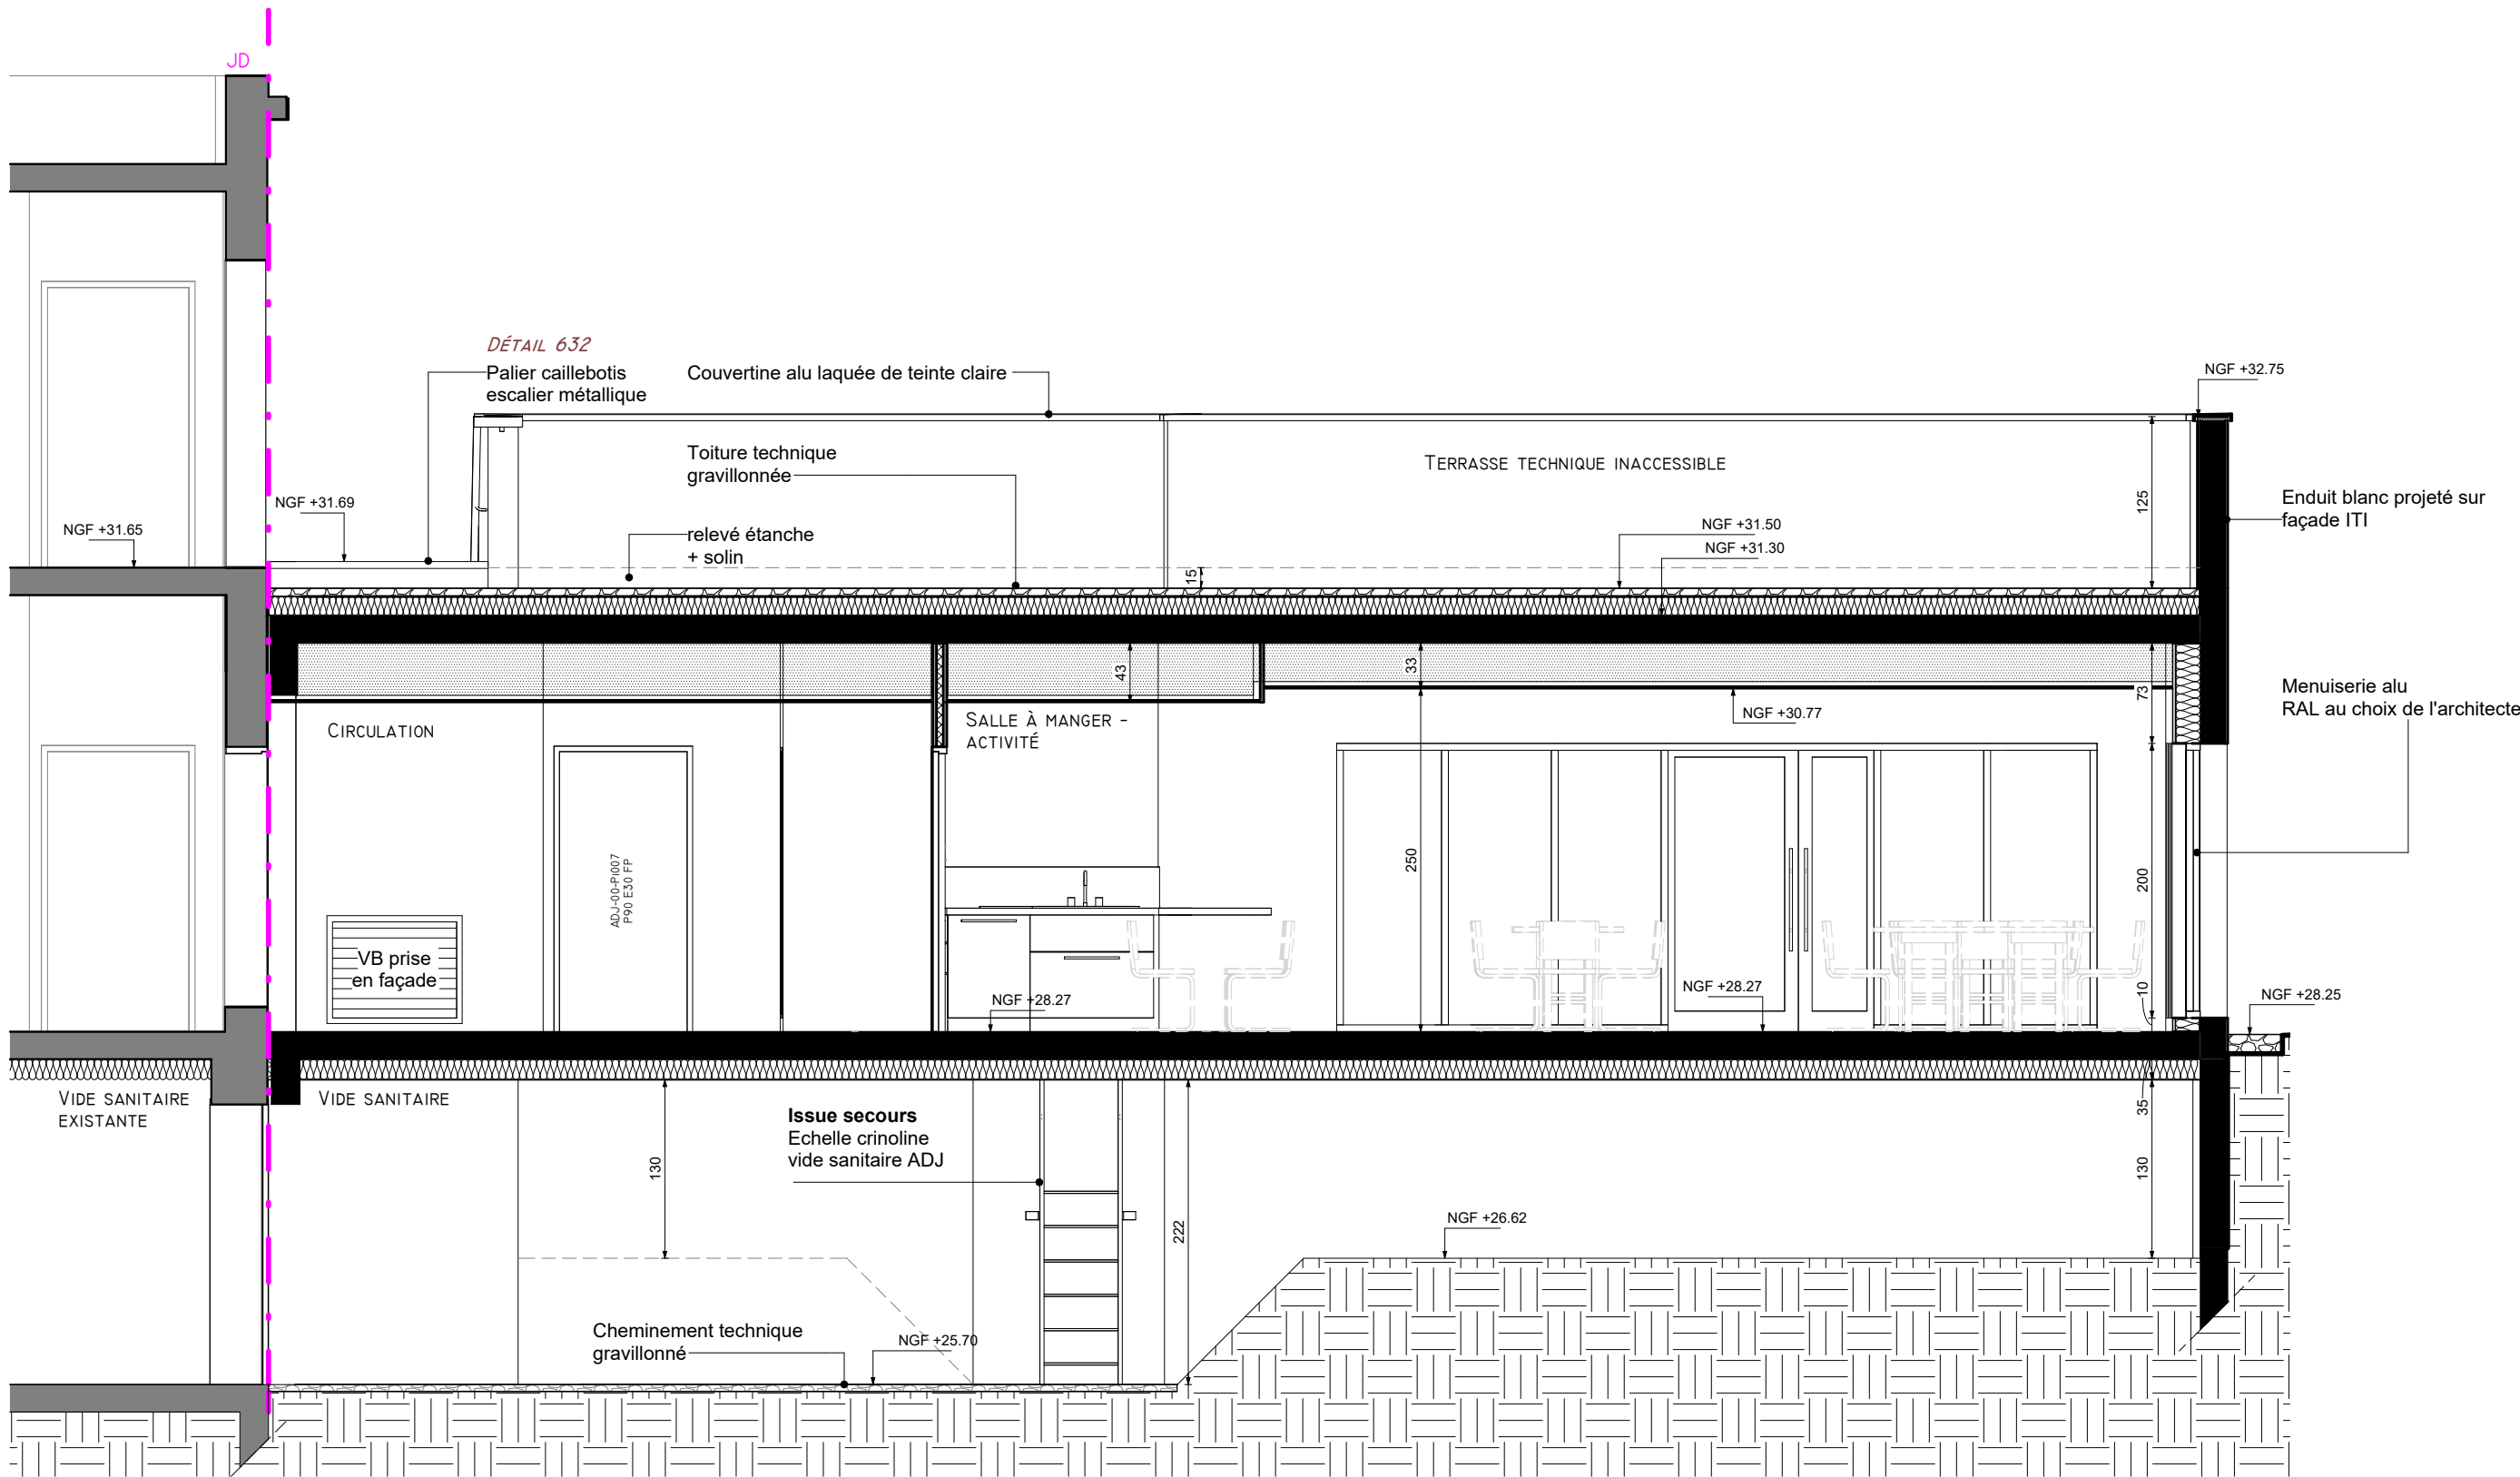 JD
DÉTAIL 632
Palier caillebotis
escalier métallique
Couvertine alu laquée de teinte claire
NGF +32.75
Toiture technique
gravillonnée
TERRASSE TECHNIQUE INACCESSIBLE
125
Enduit blanc projeté sur
façade ITI
NGF +31.69
NGF +31.65
relevé étanche
+ solin
NGF +31.50
NGF +31.30
15
43
33
73
Menuiserie alu
RAL au choix de l'architecte
NGF +30.77
CIRCULATION
SALLE À MANGER -
ACTIVITÉ
ADJ-00-PI007
P90 E30 FP
250
200
VB prise
en façade
NGF +28.27
NGF +28.27
10
NGF +28.25
VIDE SANITAIRE
EXISTANTE
VIDE SANITAIRE
Issue secours
Echelle crinoline
vide sanitaire ADJ
35
130
130
222
NGF +26.62
Cheminement technique
gravillonné
NGF +25.70